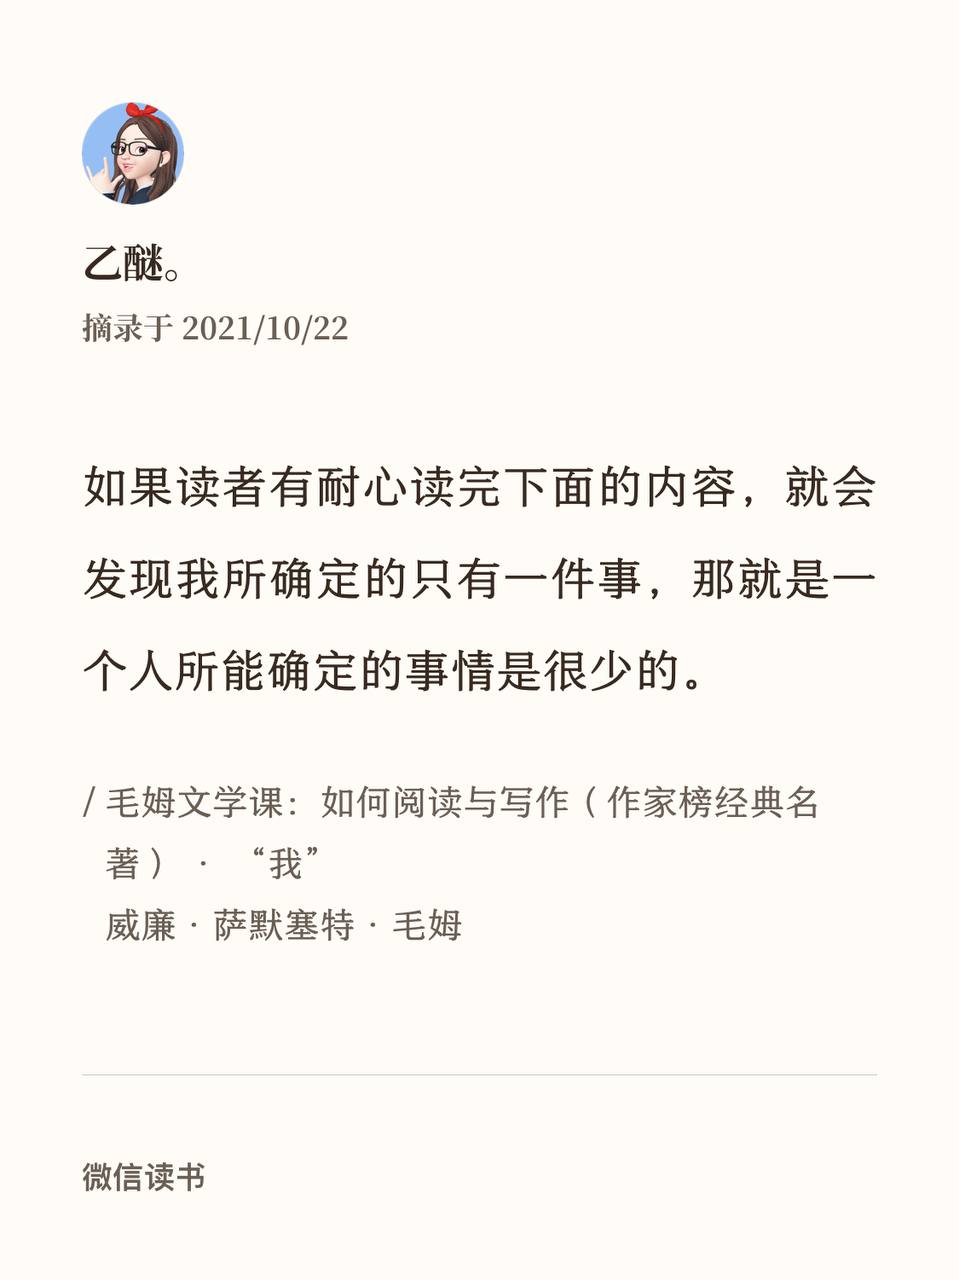 乙醚。
摘录于 2021/10/22
如果读者有耐心读完下面的内容，就会
发现我所确定的只有一件事，那就是一
个人所能确定的事情是很少的。
/ 毛姆文学课：如何阅读与写作（作家榜经典名
著） · “我”
威廉 · 萨默塞特 · 毛姆
微信读书